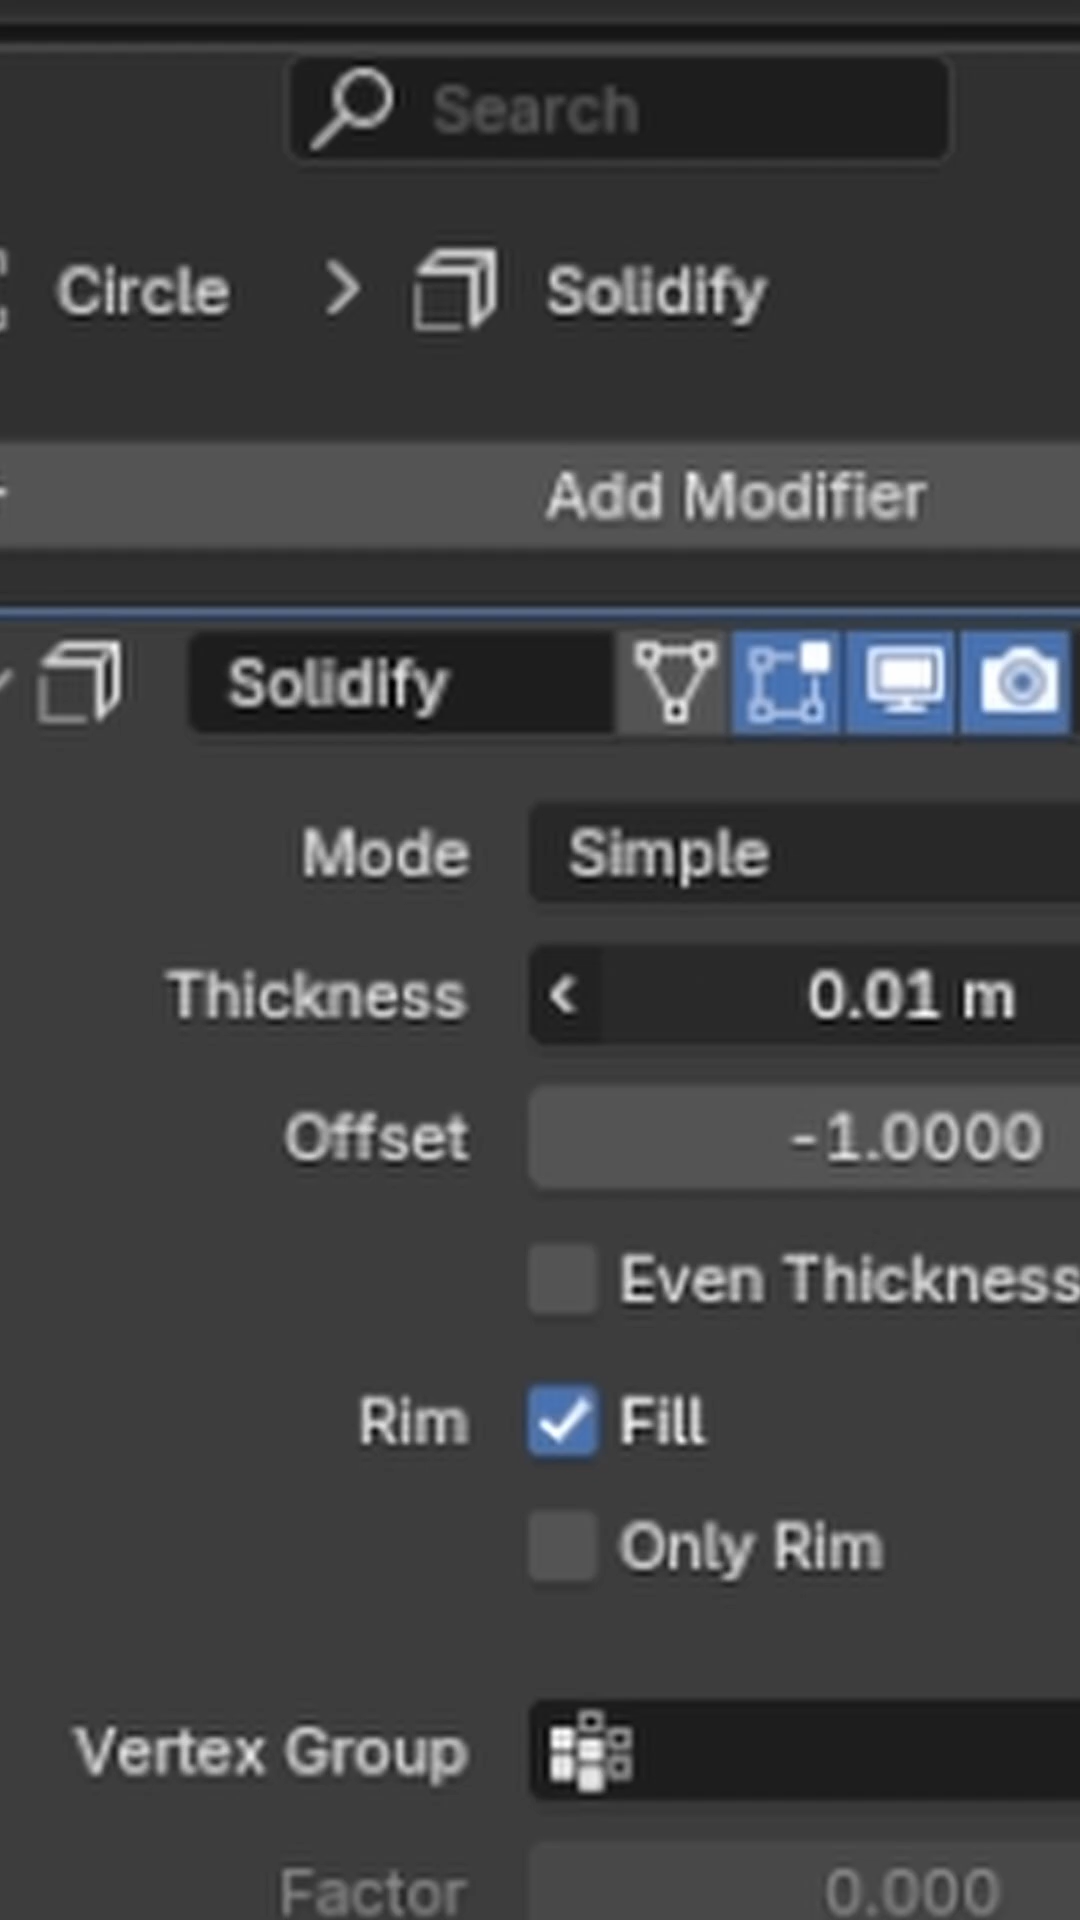 Search
Circle > Solidify
Add Modifier
Solidify
Mode Simple
Thickness < 0.01 m
Offset -1.0000
Even Thickness
Rim Fill
Only Rim
Vertex Group
Factor 0.000